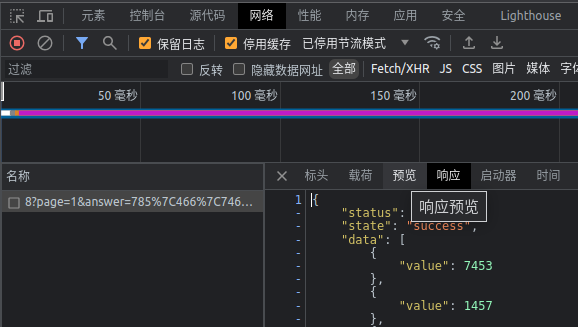 元素 控制台 源代码 网络 性能 内存 应用 安全 Lighthouse
保留日志 停用缓存 已停用节流模式
过滤 反转 隐藏数据网址 全部 Fetch/XHR JS CSS 图片 媒体 字体
50 毫秒 100 毫秒 150 毫秒 200 毫秒
名称 标头 载荷 预览 响应 启动器 时间
8?page=1&answer=785%7C466%7C746... 1 {
响应预览
- "status":
- "state": "success",
- "data": [
- {
- "value": 7453
- },
- {
- "value": 1457
- },